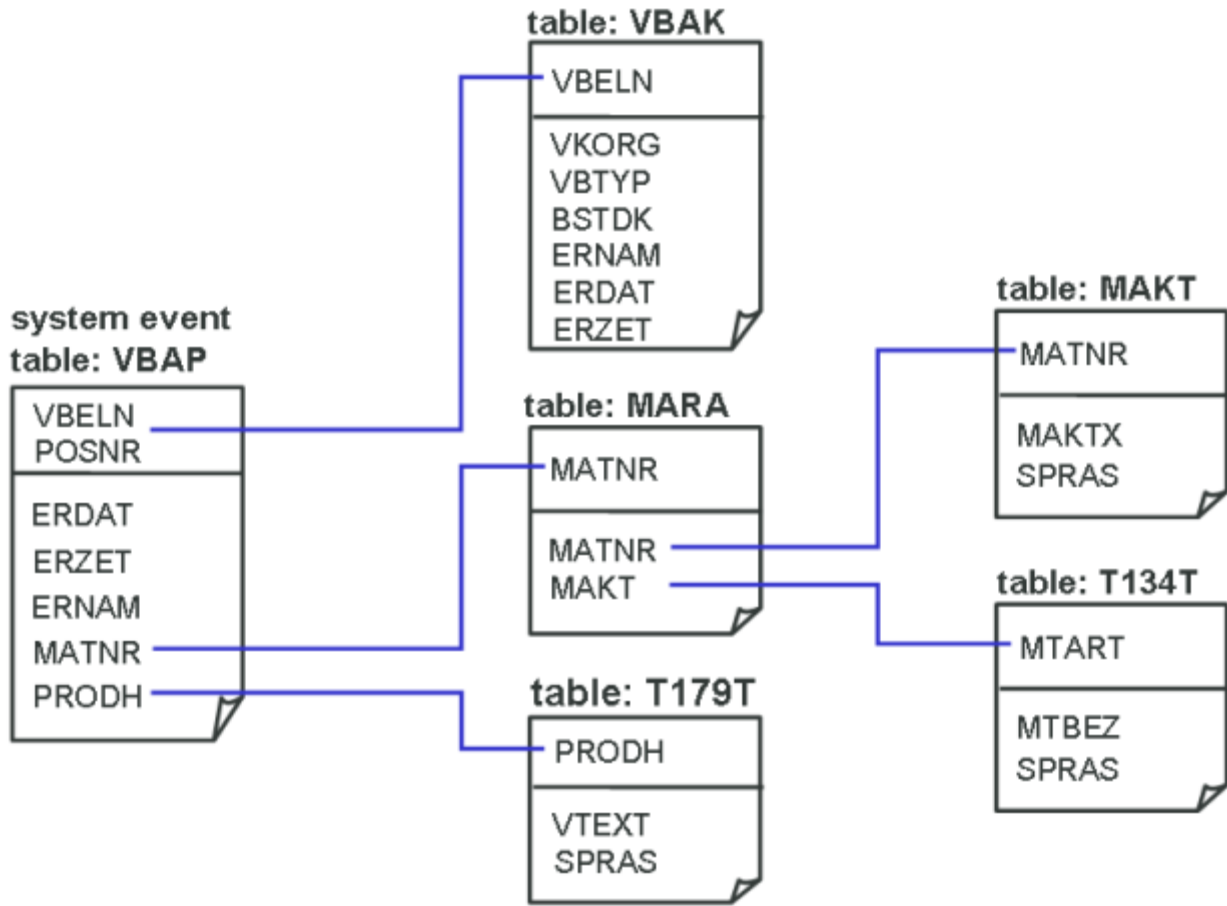 table: VBAK
VBELN
VKORG
VBTYP
BSTDK
ERNAM
ERDAT
ERZET
system event
table: VBAP
VBELN
POSNR
ERDAT
ERZET
ERNAM
MATNR
PRODH
table: MARA
MATNR
MATNR
MAKT
table: T179T
PRODH
VTEXT
SPRAS
table: MAKT
MATNR
MAKTX
SPRAS
table: T134T
MTART
MTBEZ
SPRAS